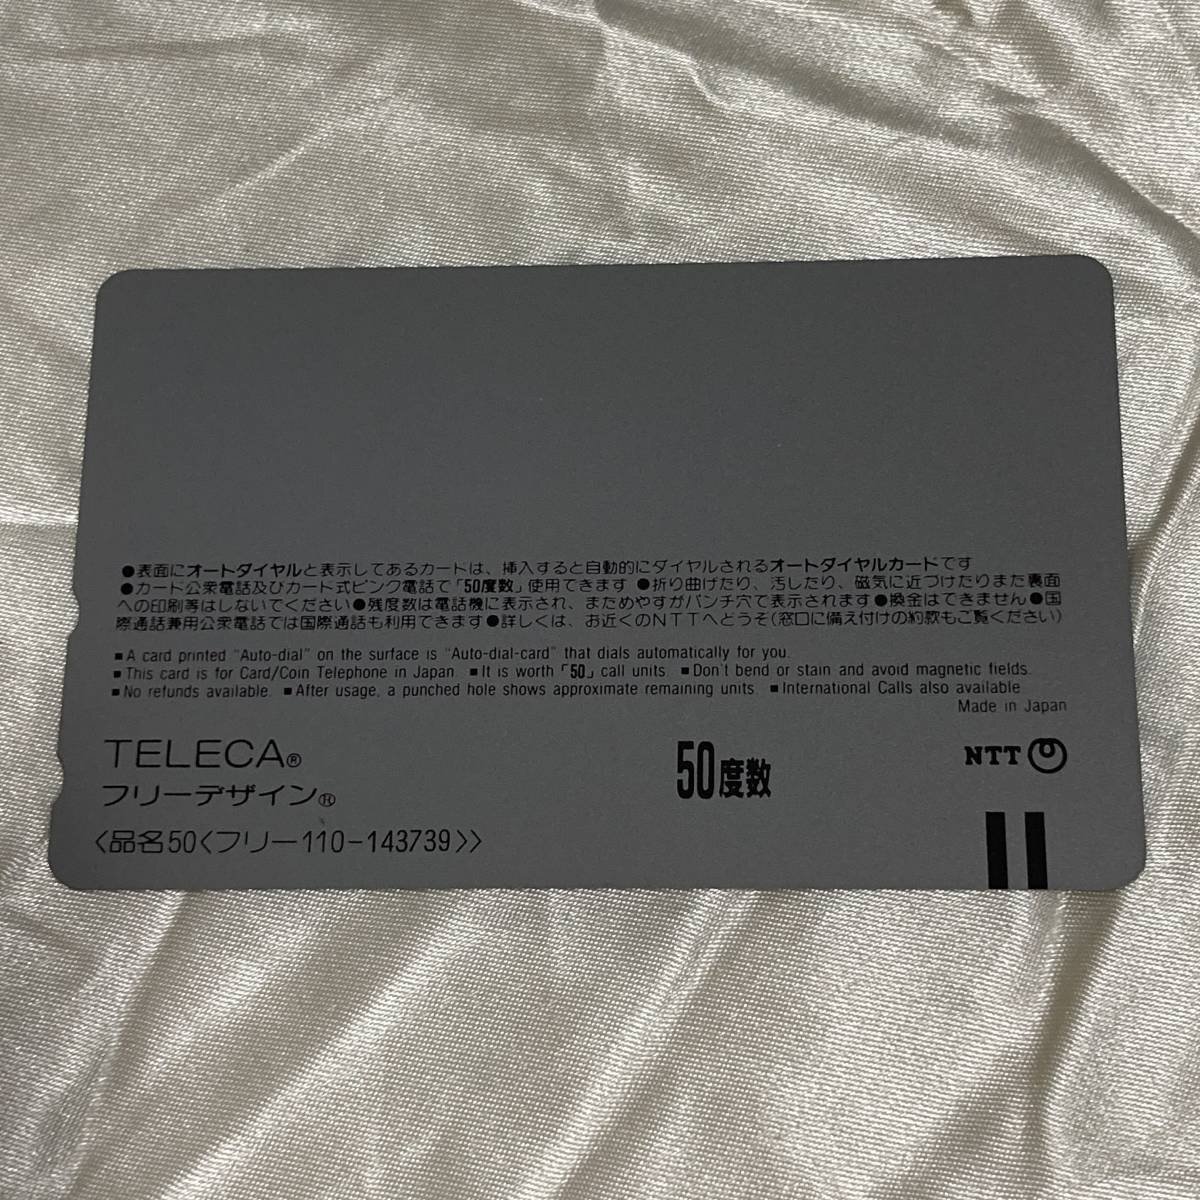 ●表面にオートダイヤルと表示してあるカードは、挿入すると自動的にダイヤルされるオートダイヤルカードです
●カード公衆電話及びカード式ピンク電話で「50度数」使用できます ●折り曲げたり、汚したり、磁気に近づけたりまた裏面
への印刷等はしないでください●残度数は電話機に表示され、まためやすがパンチ穴で表示されます●換金はできません●国
際通話兼用公衆電話では国際通話も利用できます●詳しくは、お近くのNTTへどうぞ(窓口に備え付けの約款もご覧ください)
■A card printed “Auto-dial” on the surface is “Auto-dial-card” that dials automatically for you.
■This card is for Card/Coin Telephone in Japan. ■It is worth「50」call units. ■Don't bend or stain and avoid magnetic fields.
■No refunds available. ■After usage, a punched hole shows approximate remaining units. ■International Calls also available
Made in Japan
TELECA®
フリーデザイン®
50度数
NTT
〈品名50〈フリー110-143739〉〉